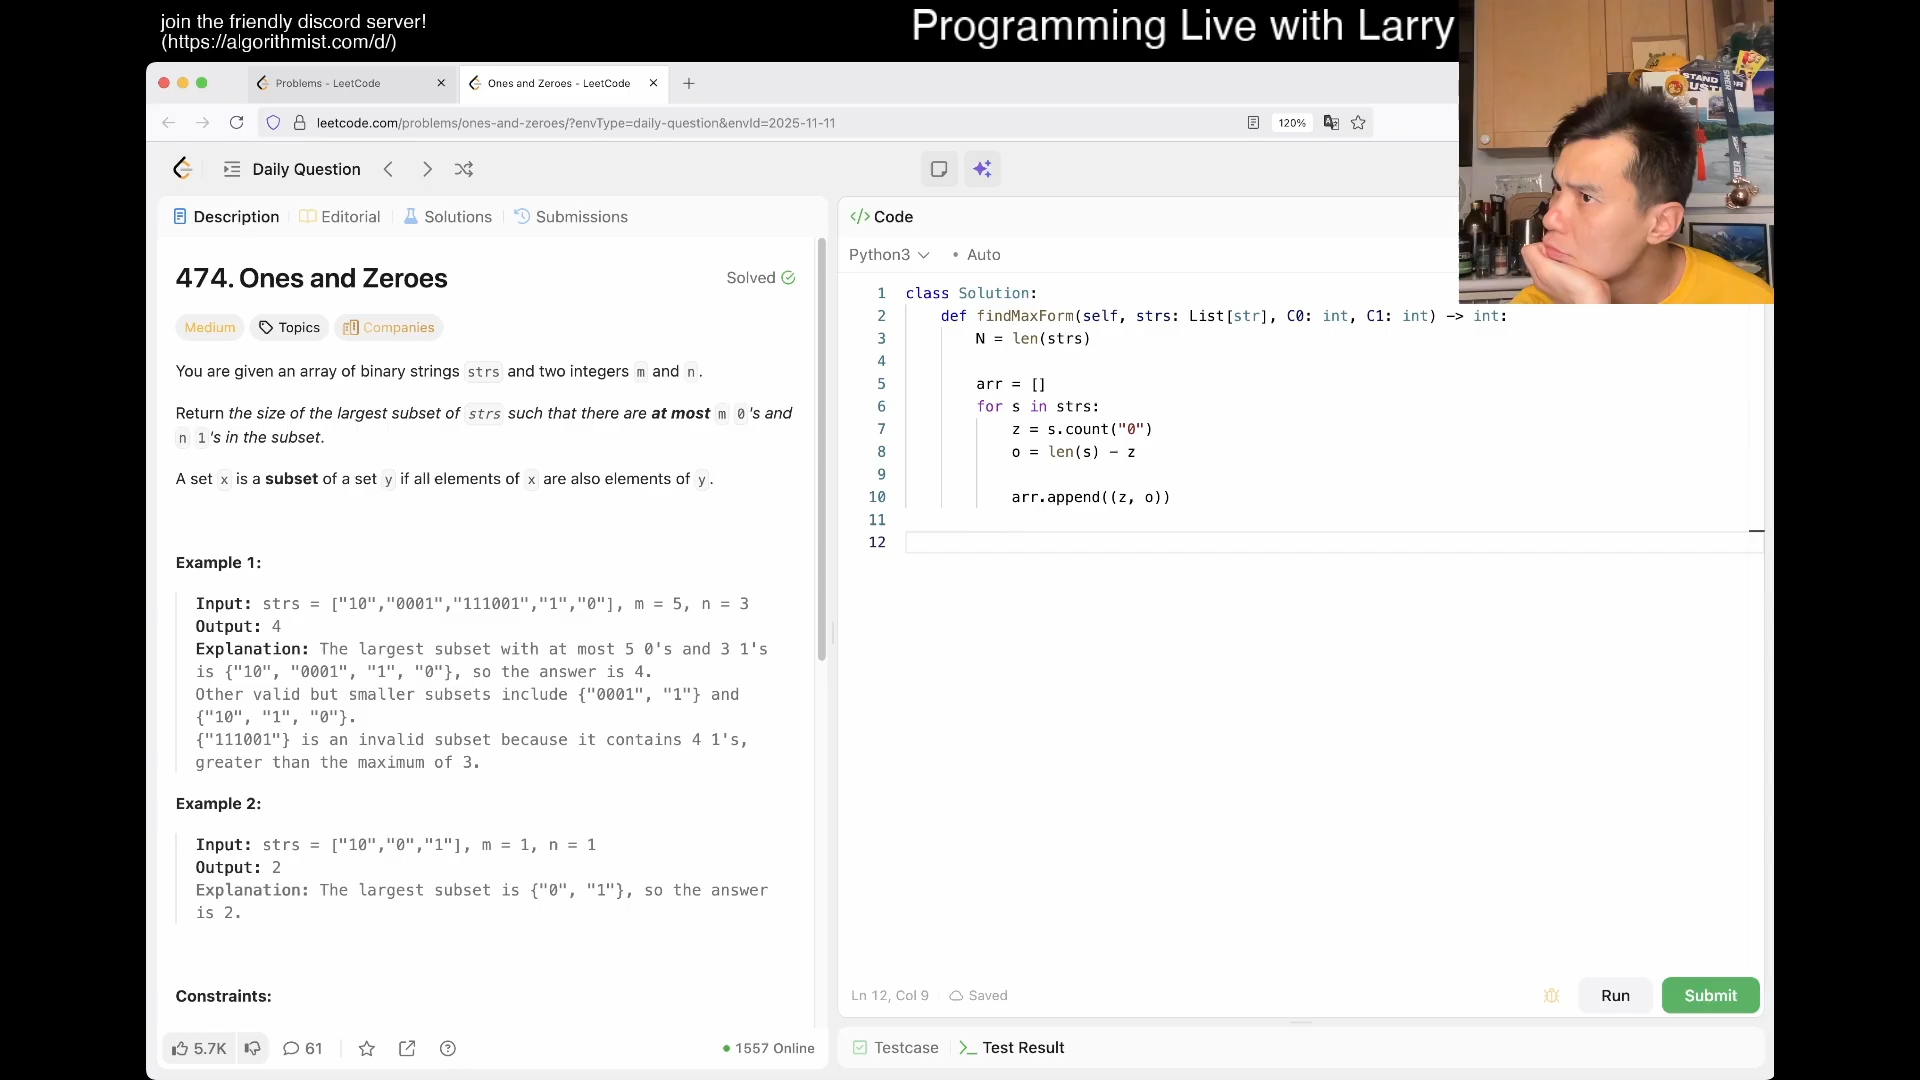 join the friendly discord server!
(https://algorithmist.com/d/)
Programming Live with Larry
Problems - LeetCode
Ones and Zeroes - LeetCode
leetcode.com/problems/ones-and-zeroes/?envType=daily-question&envId=2025-11-11
120%
Daily Question
Description
Editorial
Solutions
Submissions
474. Ones and Zeroes
Solved
Medium
Topics
Companies
You are given an array of binary strings strs and two integers m and n.
Return the size of the largest subset of strs such that there are at most m 0's and
n 1's in the subset.
A set x is a subset of a set y if all elements of x are also elements of y.
Example 1:
Input: strs = ["10","0001","111001","1","0"], m = 5, n = 3
Output: 4
Explanation: The largest subset with at most 5 0's and 3 1's
is {"10", "0001", "1", "0"}, so the answer is 4.
Other valid but smaller subsets include {"0001", "1"} and
{"10", "1", "0"}.
{"111001"} is an invalid subset because it contains 4 1's,
greater than the maximum of 3.
Example 2:
Input: strs = ["10","0","1"], m = 1, n = 1
Output: 2
Explanation: The largest subset is {"0", "1"}, so the answer
is 2.
Constraints:
5.7K
61
1557 Online
</> Code
Python3
• Auto
1 class Solution:
2 def findMaxForm(self, strs: List[str], C0: int, C1: int) -> int:
3 N = len(strs)
4
5 arr = []
6 for s in strs:
7 z = s.count("0")
8 o = len(s) - z
9
10 arr.append((z, o))
11
12
Ln 12, Col 9
Saved
Run
Submit
Testcase
Test Result